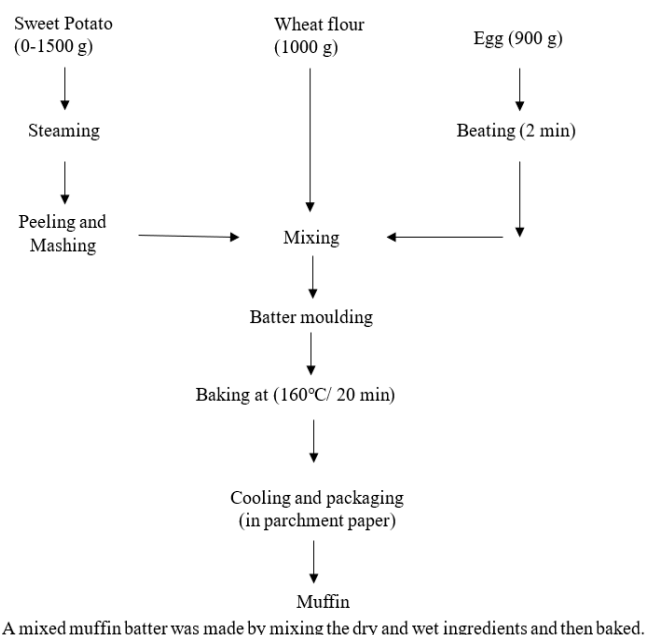 Sweet Potato
(0-1500 g)
Wheat flour
(1000 g)
Egg (900 g)
Steaming
Beating (2 min)
Peeling and
Mashing
Mixing
Batter moulding
Baking at (160℃/ 20 min)
Cooling and packaging
(in parchment paper)
Muffin
A mixed muffin batter was made by mixing the dry and wet ingredients and then baked.